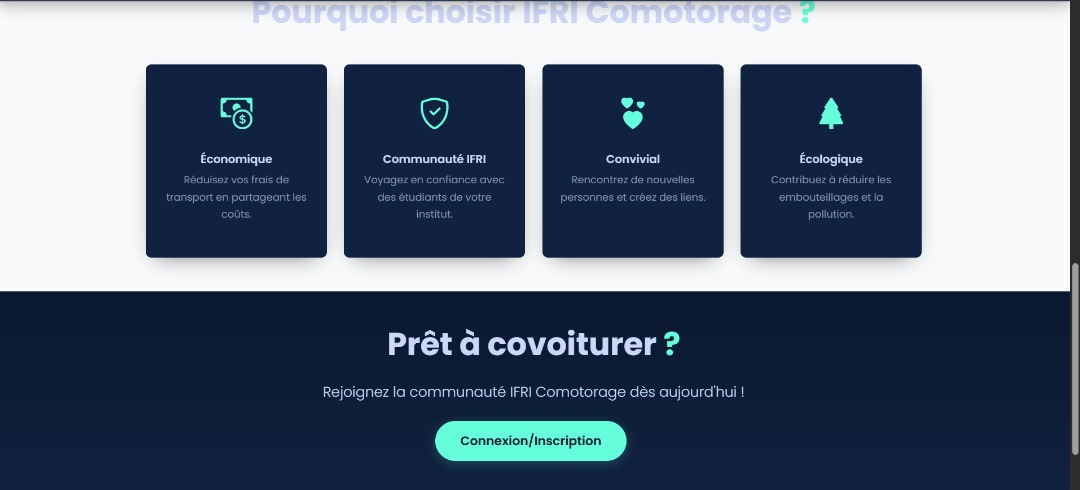 Pourquoi choisir IFRI Comotorage ?
Économique
Réduisez vos frais de
transport en partageant les
coûts.
Communauté IFRI
Voyagez en confiance avec
des étudiants de votre
institut.
Convivial
Rencontrez de nouvelles
personnes et créez des liens.
Écologique
Contribuez à réduire les
embouteillages et la
pollution.
Prêt à covoiturer ?
Rejoignez la communauté IFRI Comotorage dès aujourd'hui !
Connexion/Inscription